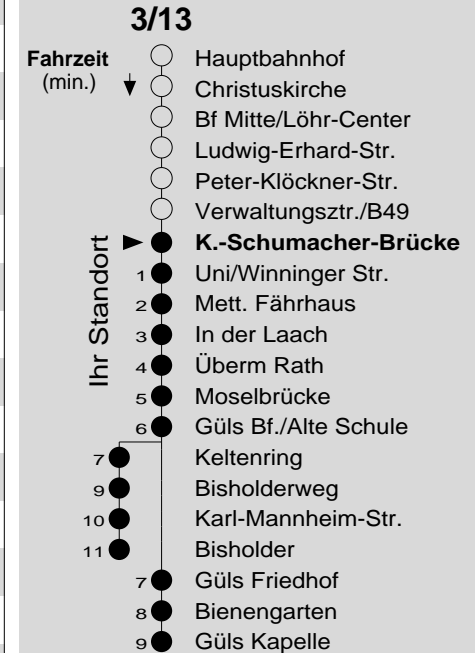 3/13
Fahrzeit
(min.)
Hauptbahnhof
Christuskirche
Bf Mitte/Löhr-Center
Ludwig-Erhard-Str.
Peter-Klöckner-Str.
Verwaltungsztr./B49
Ihr Standort
K.-Schumacher-Brücke
1 Uni/Winninger Str.
2 Mett. Fährhaus
3 In der Laach
4 Überm Rath
5 Moselbrücke
6 Güls Bf./Alte Schule
7 Keltenring
9 Bisholderweg
10 Karl-Mannheim-Str.
11 Bisholder
7 Güls Friedhof
8 Bienengarten
9 Güls Kapelle